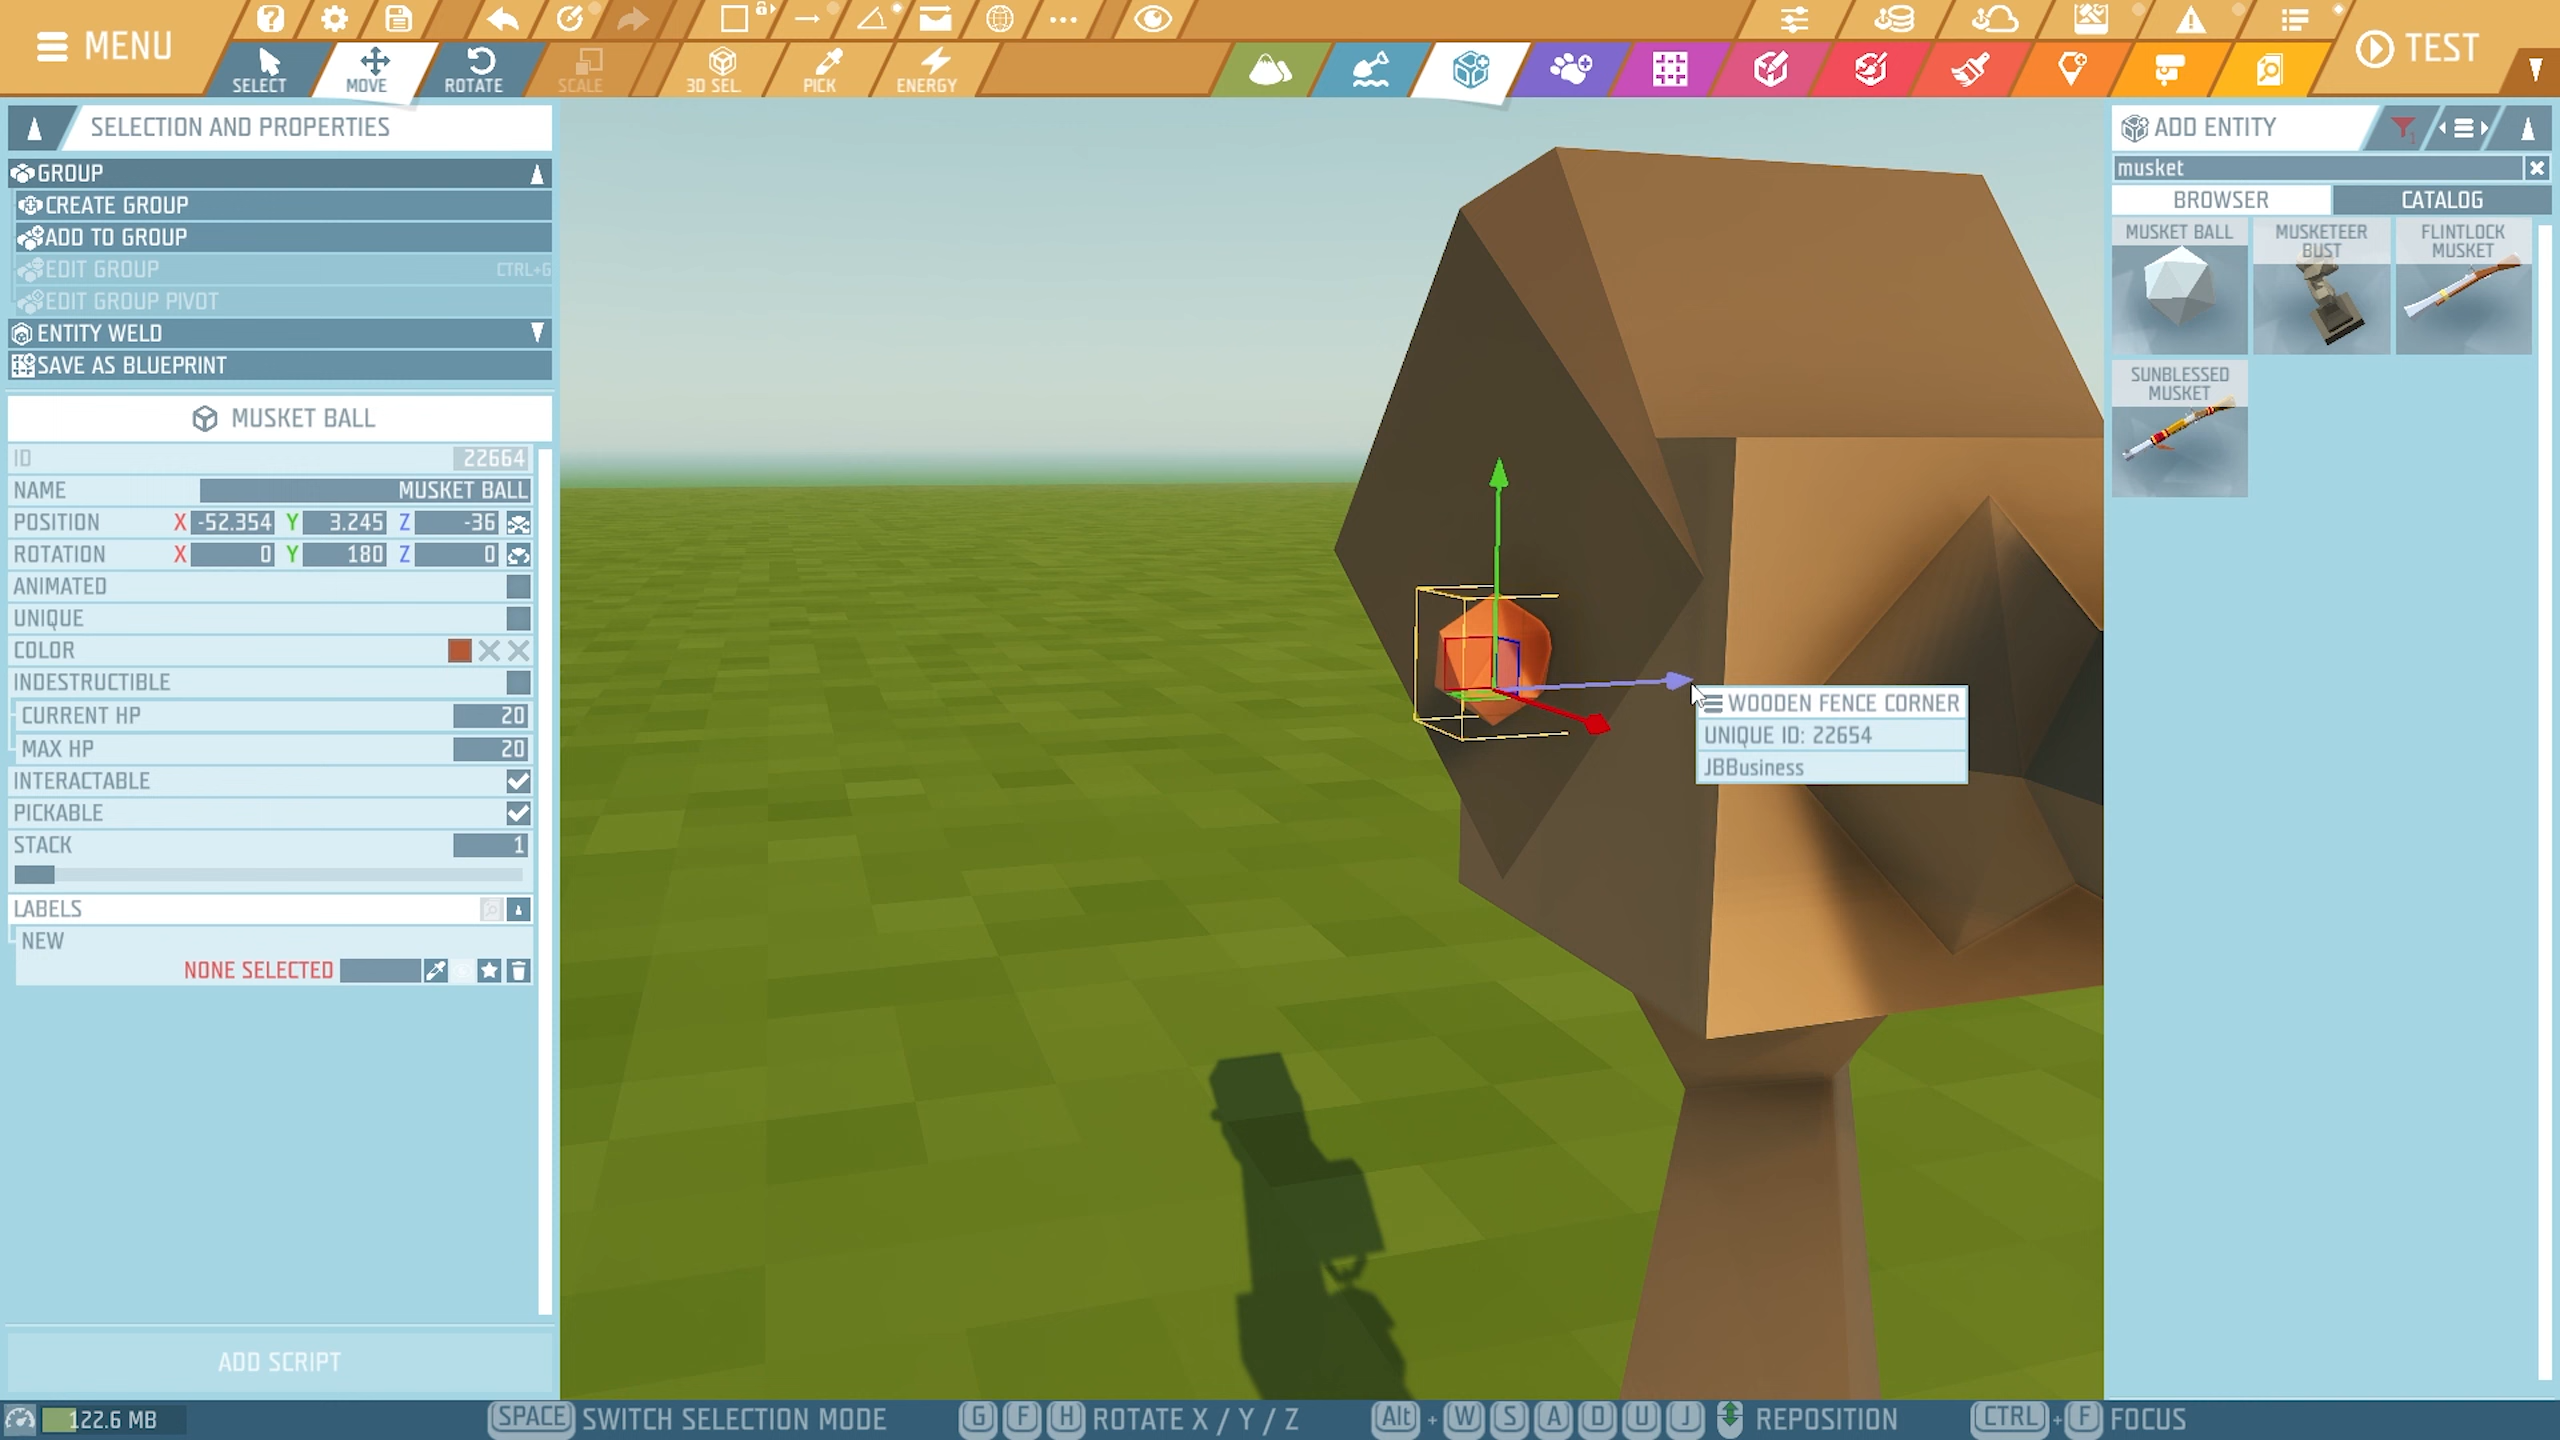 MENU
SELECT
MOVE
ROTATE
SCALE
3D SEL.
PICK
ENERGY
TEST
SELECTION AND PROPERTIES
GROUP
CREATE GROUP
ADD TO GROUP
EDIT GROUP CTRL+G
EDIT GROUP PIVOT
ENTITY WELD
SAVE AS BLUEPRINT
MUSKET BALL
ID 22664
NAME MUSKET BALL
POSITION X -52.354 Y 3.245 Z -36
ROTATION X 0 Y 180 Z 0
ANIMATED
UNIQUE
COLOR
INDESTRUCTIBLE
CURRENT HP 20
MAX HP 20
INTERACTABLE
PICKABLE
STACK 1
LABELS
NEW
NONE SELECTED
ADD SCRIPT
WOODEN FENCE CORNER
UNIQUE ID: 22654
JBBusiness
ADD ENTITY
1
musket
BROWSER CATALOG
MUSKET BALL
MUSKETEER
BUST
FLINTLOCK
MUSKET
SUNBLESSED
MUSKET
122.6 MB
SPACE SWITCH SELECTION MODE
G F H ROTATE X / Y / Z
Alt + W S A D U J REPOSITION
CTRL + F FOCUS